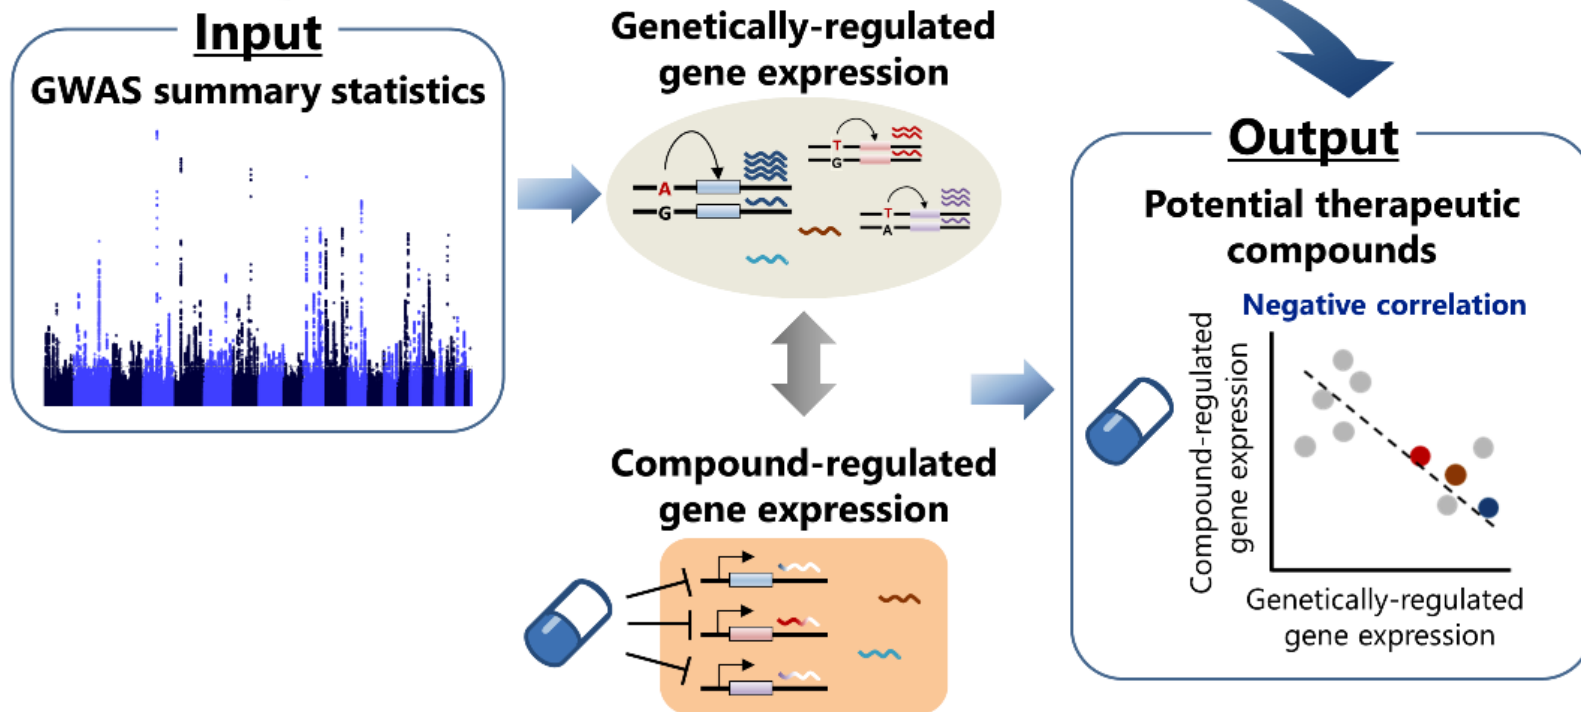 Input
GWAS summary statistics
Genetically-regulated
gene expression
A
G
T
G
T
A
Compound-regulated
gene expression
Output
Potential therapeutic
compounds
Negative correlation
Compound-regulated
gene expression
Genetically-regulated
gene expression